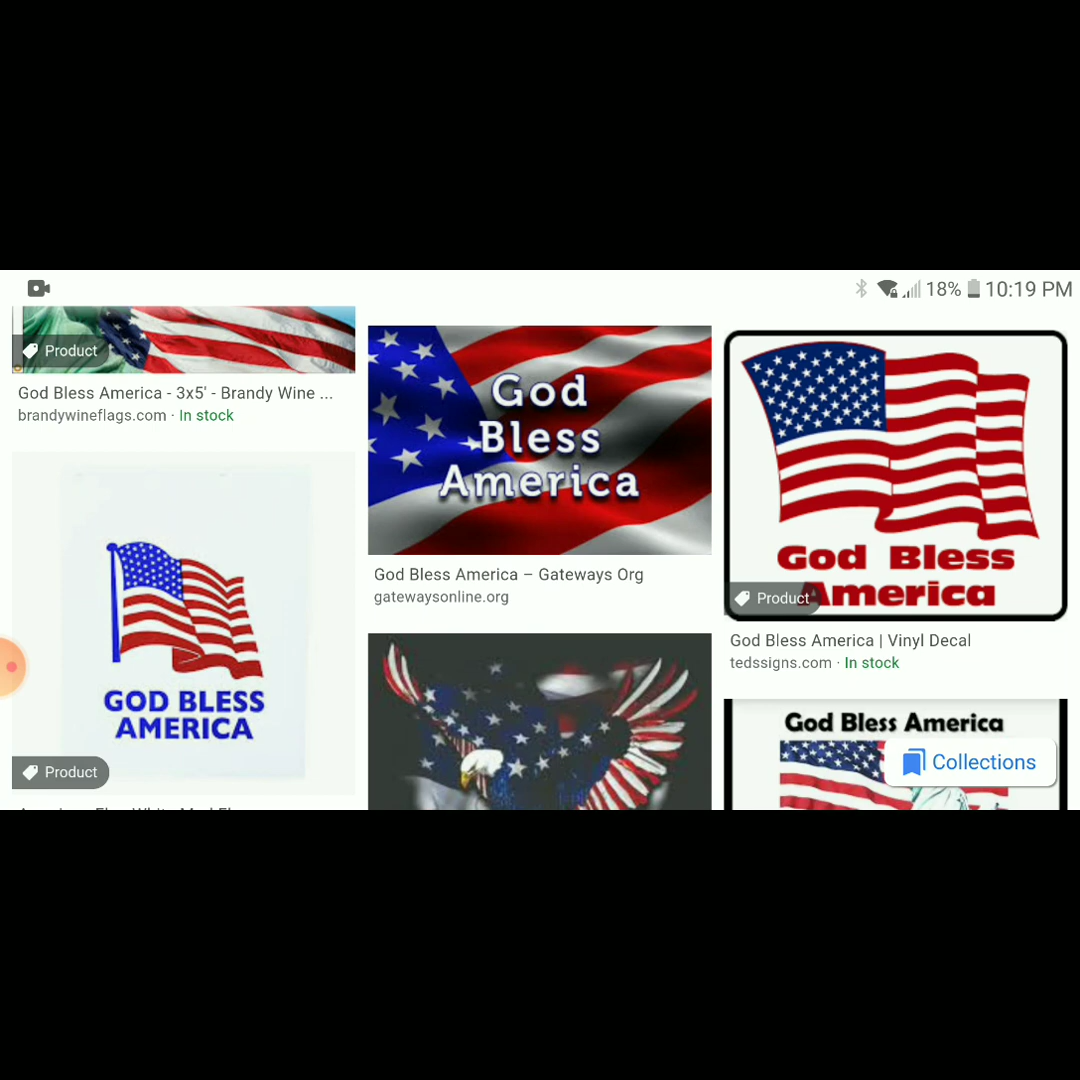 18% 10:19 PM
Product
God Bless America - 3x5' - Brandy Wine ...
brandywineflags.com · In stock
GOD BLESS
AMERICA
Product
God
Bless
America
God Bless America – Gateways Org
gatewaysonline.org
God Bless
America
Product
God Bless America | Vinyl Decal
tedssigns.com · In stock
God Bless America
Collections